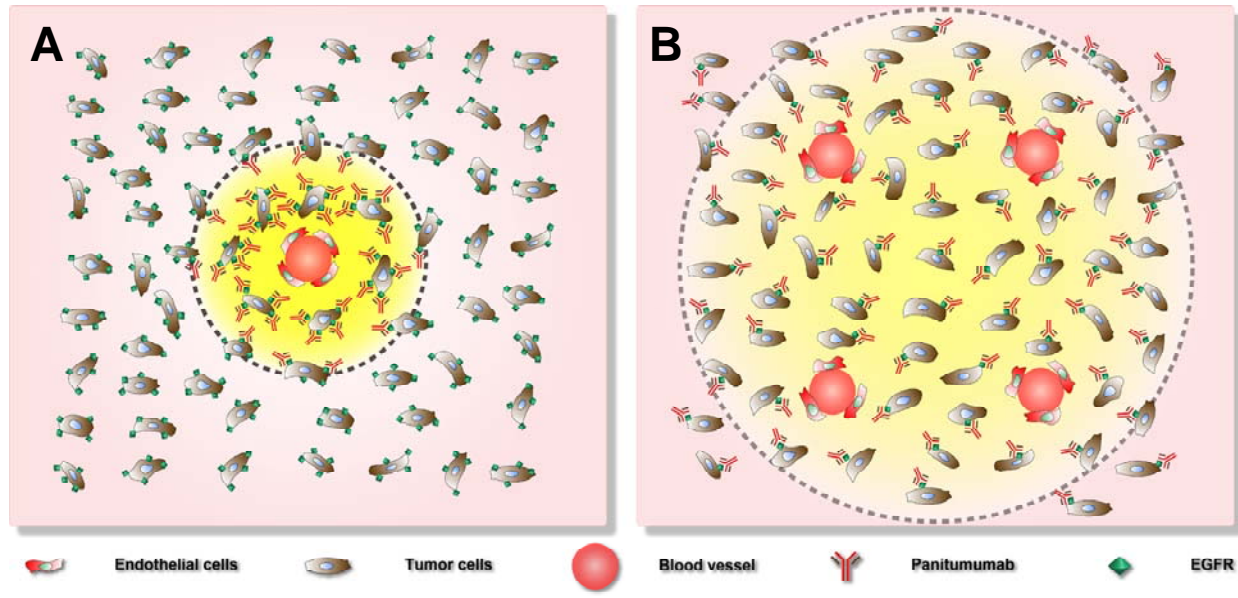 A
B
Endothelial cells
Tumor cells
Blood vessel
Panitumumab
EGFR